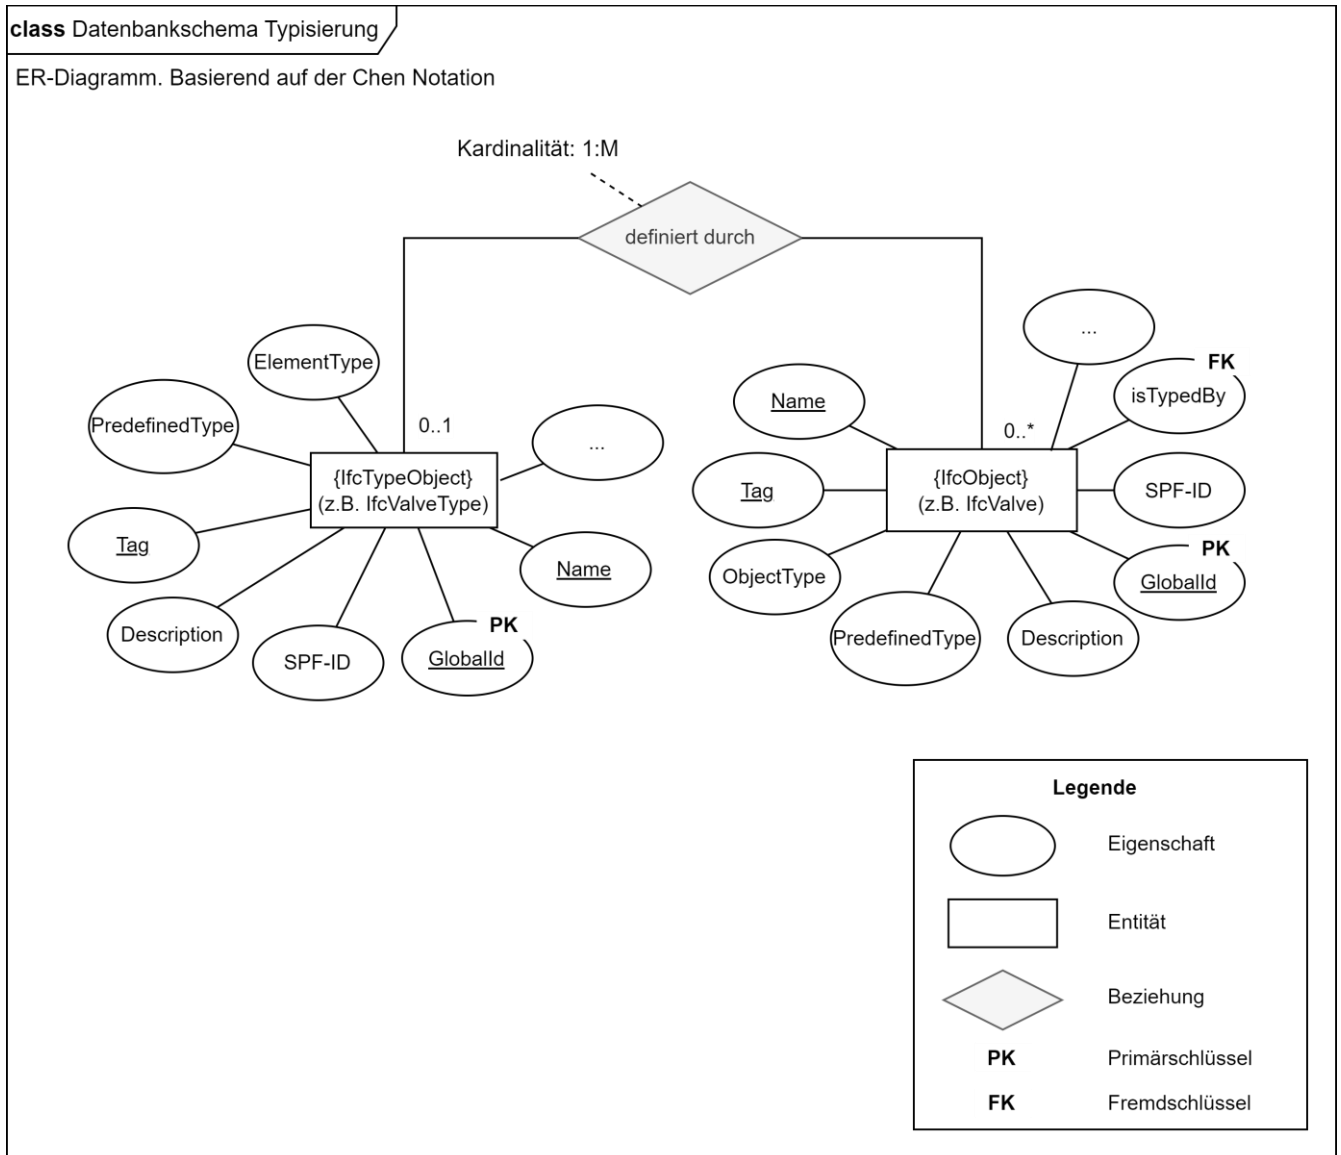 class Datenbankschema Typisierung
ER-Diagramm. Basierend auf der Chen Notation
Kardinalität: 1:M
definiert durch
ElementType
PredefinedType
0..1
...
{IfcTypeObject}
(z.B. IfcValveType)
Tag
Name
Description
SPF-ID
PK
GlobalId
...
FK
isTypedBy
Name
0..*
{IfcObject}
(z.B. IfcValve)
Tag
SPF-ID
ObjectType
PK
GlobalId
PredefinedType
Description
Legende
Eigenschaft
Entität
Beziehung
PK Primärschlüssel
FK Fremdschlüssel